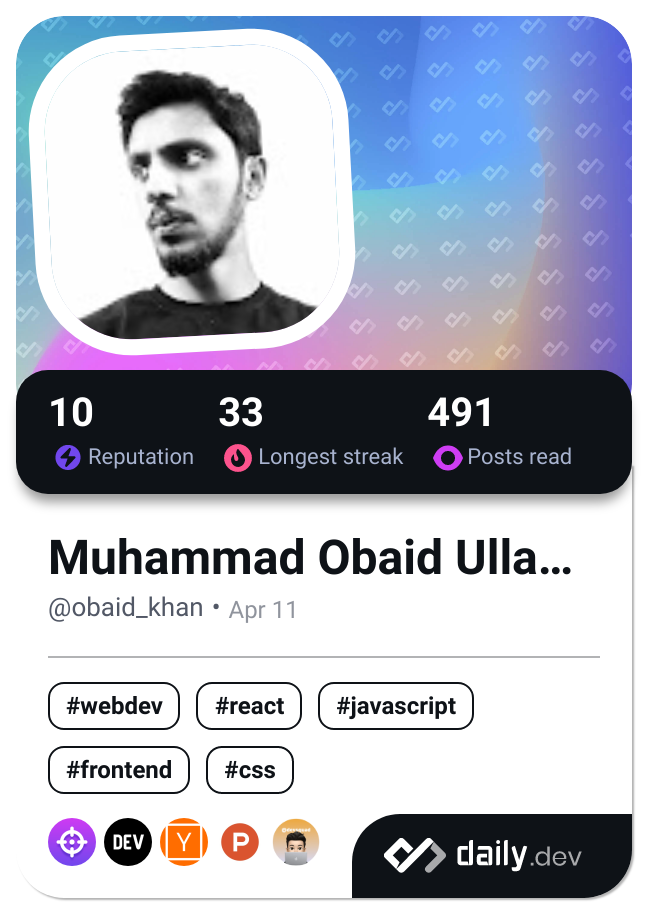 10 33 491
Reputation Longest streak Posts read
Muhammad Obaid Ulla...
@obaid_khan • Apr 11
#webdev #react #javascript
#frontend #css
DEV Y P daily.dev